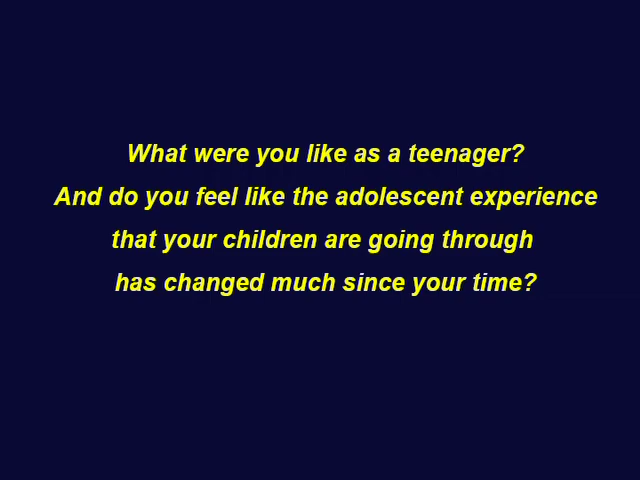 What were you like as a teenager?
And do you feel like the adolescent experience
that your children are going through
has changed much since your time?